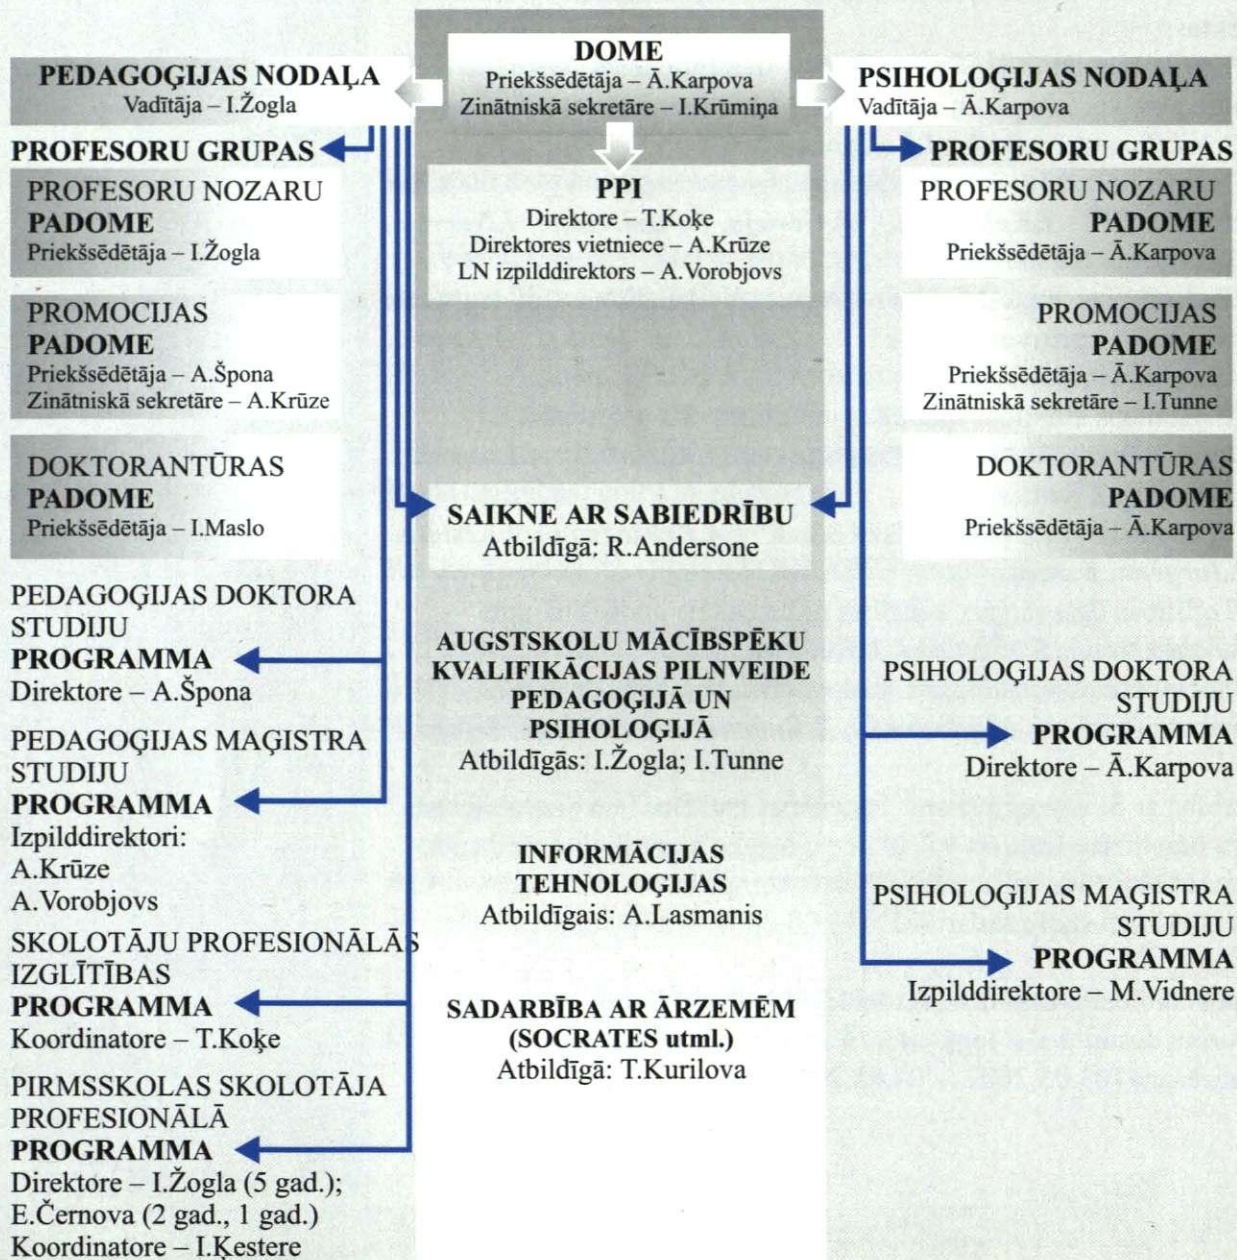 DOME
Priekšsēdētāja – Ā.Karpova
Zinātniskā sekretāre – I.Krūmiņa
PEDAGOĢIJAS NODAĻA
Vadītāja – I.Žogla
PROFESORU GRUPAS
PROFESORU NOZARU
PADOME
Priekšsēdētāja – I.Žogla
PROMOCIJAS
PADOME
Priekšsēdētāja – A.Špona
Zinātniskā sekretāre – A.Krūze
DOKTORANTŪRAS
PADOME
Priekšsēdētāja – I.Maslo
PEDAGOĢIJAS DOKTORA
STUDIJU
PROGRAMMA
Direktore – A.Špona
PEDAGOĢIJAS MAĢISTRA
STUDIJU
PROGRAMMA
Izpilddirektori:
A.Krūze
A.Vorobjovs
SKOLOTĀJU PROFESIONĀLĀS
IZGLĪTĪBAS
PROGRAMMA
Koordinatore – T.Koķe
PIRMSSKOLAS SKOLOTĀJA
PROFESIONĀLĀ
PROGRAMMA
Direktore – I.Žogla (5 gad.);
E.Černova (2 gad., 1 gad.)
Koordinatore – I.Ķestere
PPI
Direktore – T.Koķe
Direktores vietniece – A.Krūze
LN izpilddirektors – A.Vorobjovs
SAIKNE AR SABIEDRĪBU
Atbildīgā: R.Andersone
AUGSTSKOLU MĀCĪBSPĒKU
KVALIFIKĀCIJAS PILNVEIDE
PEDAGOĢIJĀ UN
PSIHOLOĢIJĀ
Atbildīgās: I.Žogla; I.Tunne
INFORMĀCIJAS
TEHNOLOĢIJAS
Atbildīgais: A.Lasmanis
SADARBĪBA AR ĀRZEMĒM
(SOCRATES utml.)
Atbildīgā: T.Kurilova
PSIHOLOĢIJAS NODAĻA
Vadītāja – Ā.Karpova
PROFESORU GRUPAS
PROFESORU NOZARU
PADOME
Priekšsēdētāja – Ā.Karpova
PROMOCIJAS
PADOME
Priekšsēdētāja – Ā.Karpova
Zinātniskā sekretāre – I.Tunne
DOKTORANTŪRAS
PADOME
Priekšsēdētāja – Ā.Karpova
PSIHOLOĢIJAS DOKTORA
STUDIJU
PROGRAMMA
Direktore – Ā.Karpova
PSIHOLOĢIJAS MAĢISTRA
STUDIJU
PROGRAMMA
Izpilddirektore – M.Vidnere